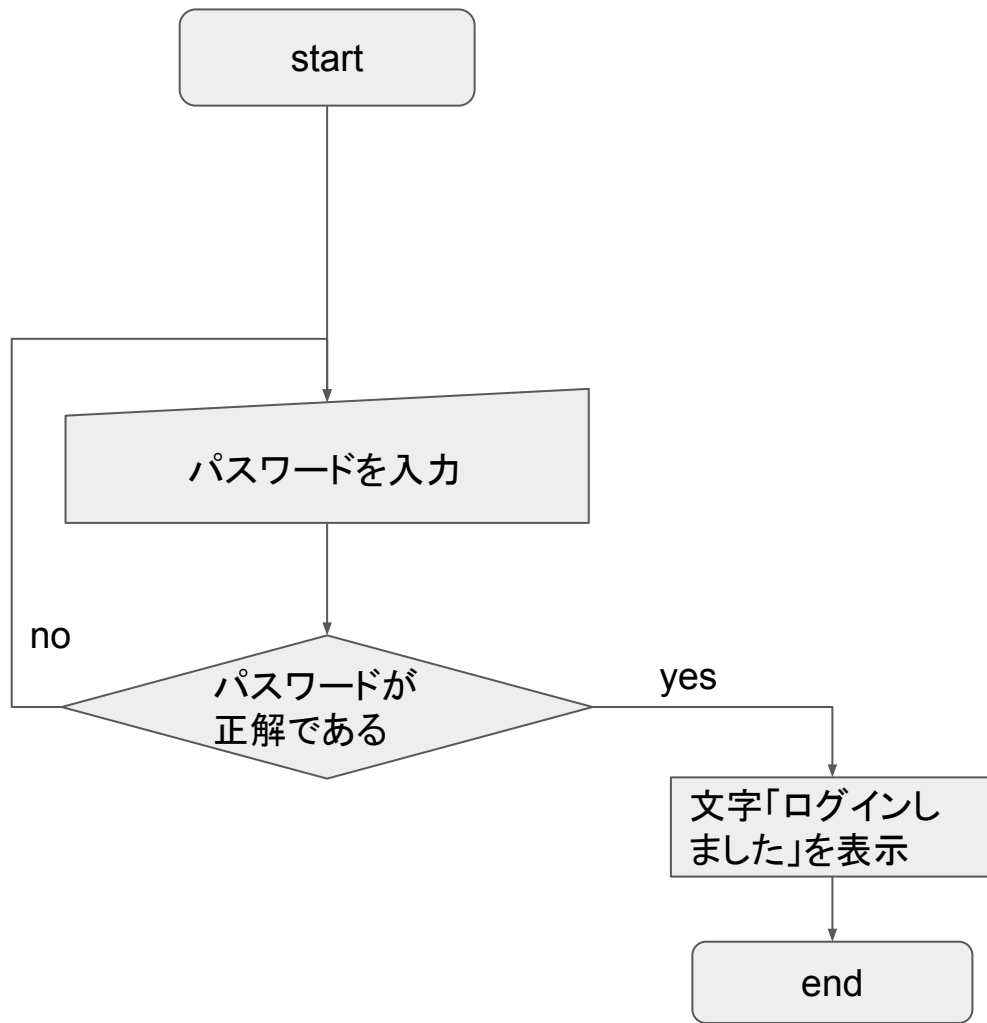 start
パスワードを入力
no
パスワードが
正解である
yes
文字「ログインし
ました」を表示
end